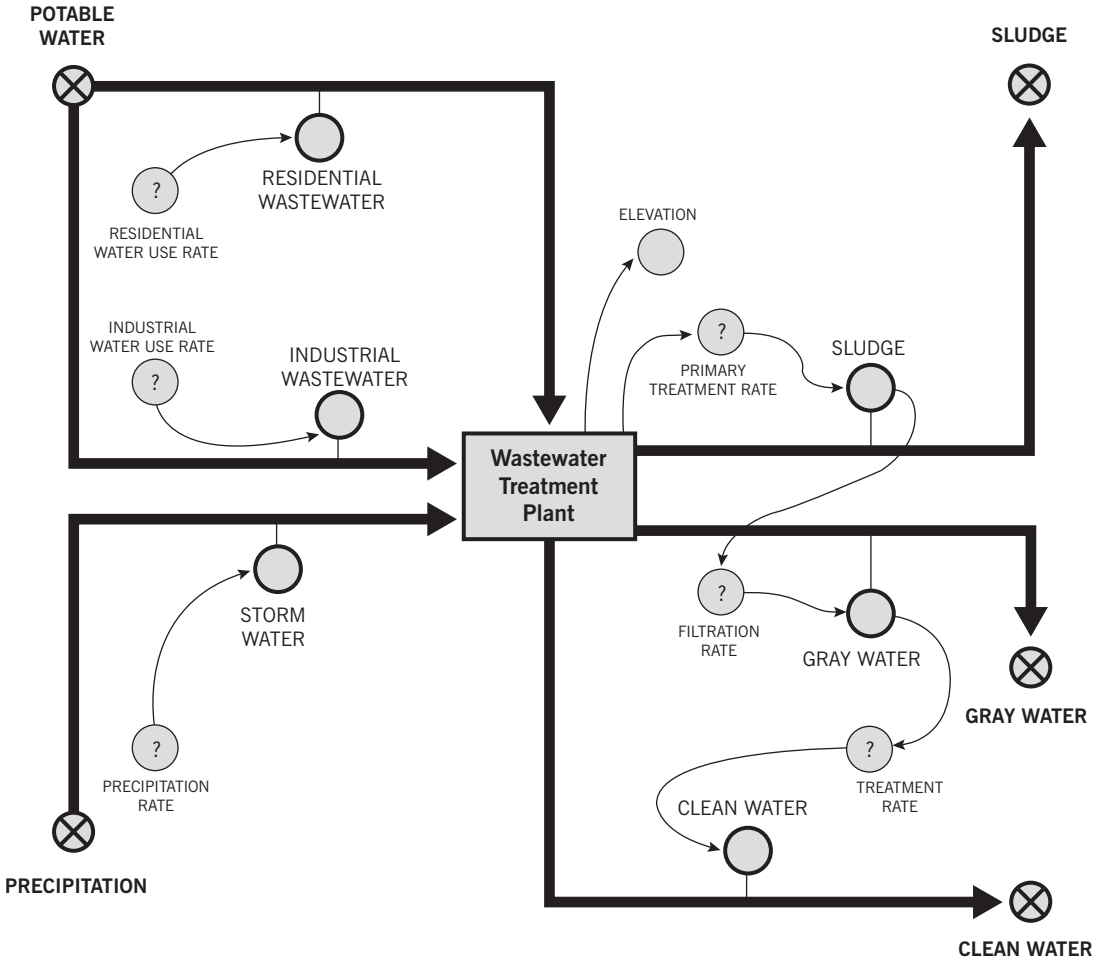 POTABLE
WATER
SLUDGE
?
RESIDENTIAL
WASTEWATER
RESIDENTIAL
WATER USE RATE
ELEVATION
INDUSTRIAL
WATER USE RATE
?
INDUSTRIAL
WASTEWATER
?
PRIMARY
TREATMENT RATE
SLUDGE
Wastewater
Treatment
Plant
STORM
WATER
?
FILTRATION
RATE
GRAY WATER
GRAY WATER
?
PRECIPITATION
RATE
?
TREATMENT
RATE
CLEAN WATER
PRECIPITATION
CLEAN WATER